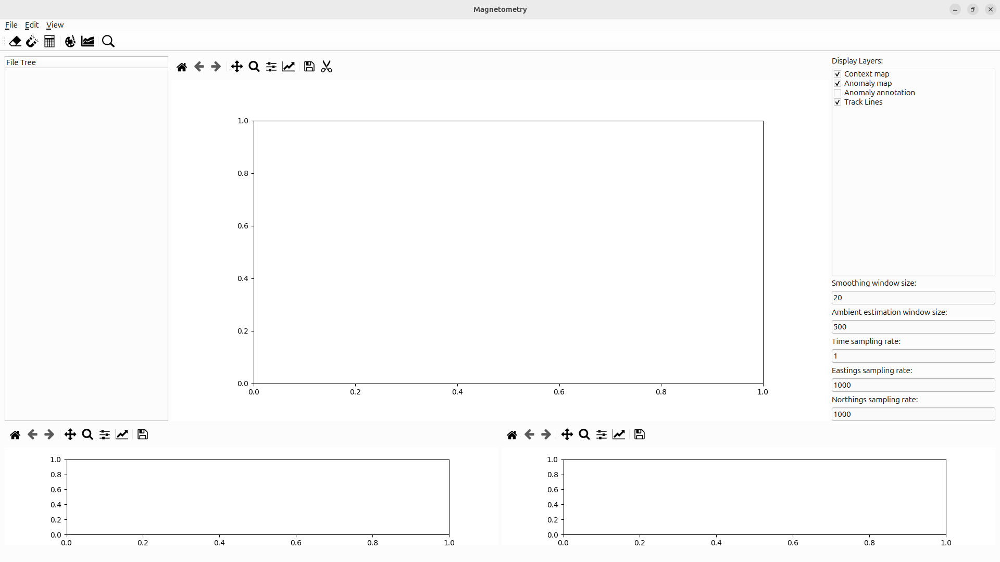 Magnetometry
File Edit View
File Tree
1.0
0.8
0.6
0.4
0.2
0.0
0.0 0.2 0.4 0.6 0.8 1.0
Display Layers:
Context map
Anomaly map
Anomaly annotation
Track Lines
Smoothing window size:
20
Ambient estimation window size:
500
Time sampling rate:
1
Eastings sampling rate:
1000
Northings sampling rate:
1000
1.0
0.8
0.6
0.4
0.2
0.0
0.0 0.2 0.4 0.6 0.8 1.0
1.0
0.8
0.6
0.4
0.2
0.0
0.0 0.2 0.4 0.6 0.8 1.0